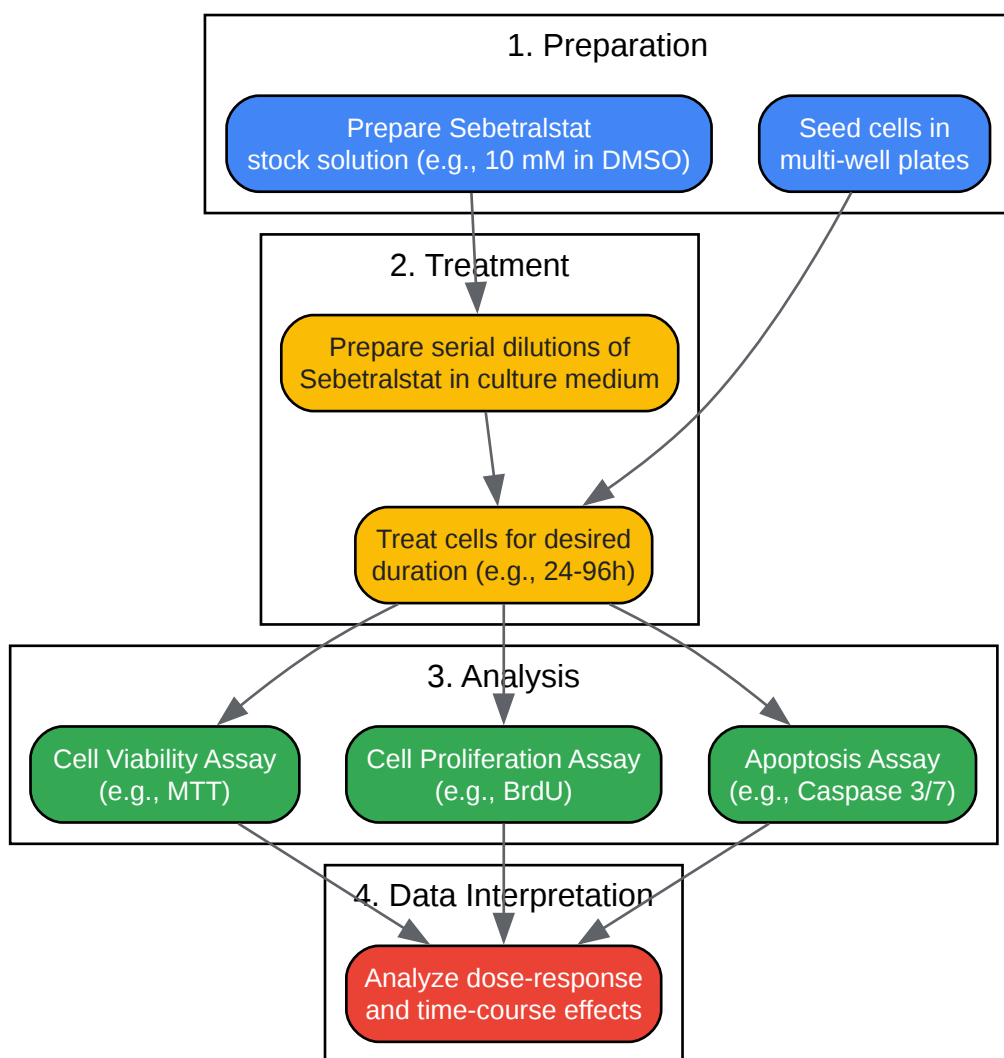 1. Preparation
Prepare Sebetralstat
stock solution (e.g., 10 mM in DMSO)
Seed cells in
multi-well plates
2. Treatment
Prepare serial dilutions of
Sebetralstat in culture medium
Treat cells for desired
duration (e.g., 24-96h)
3. Analysis
Cell Viability Assay
(e.g., MTT)
Cell Proliferation Assay
(e.g., BrdU)
Apoptosis Assay
(e.g., Caspase 3/7)
4. Data Interpretation
Analyze dose-response
and time-course effects